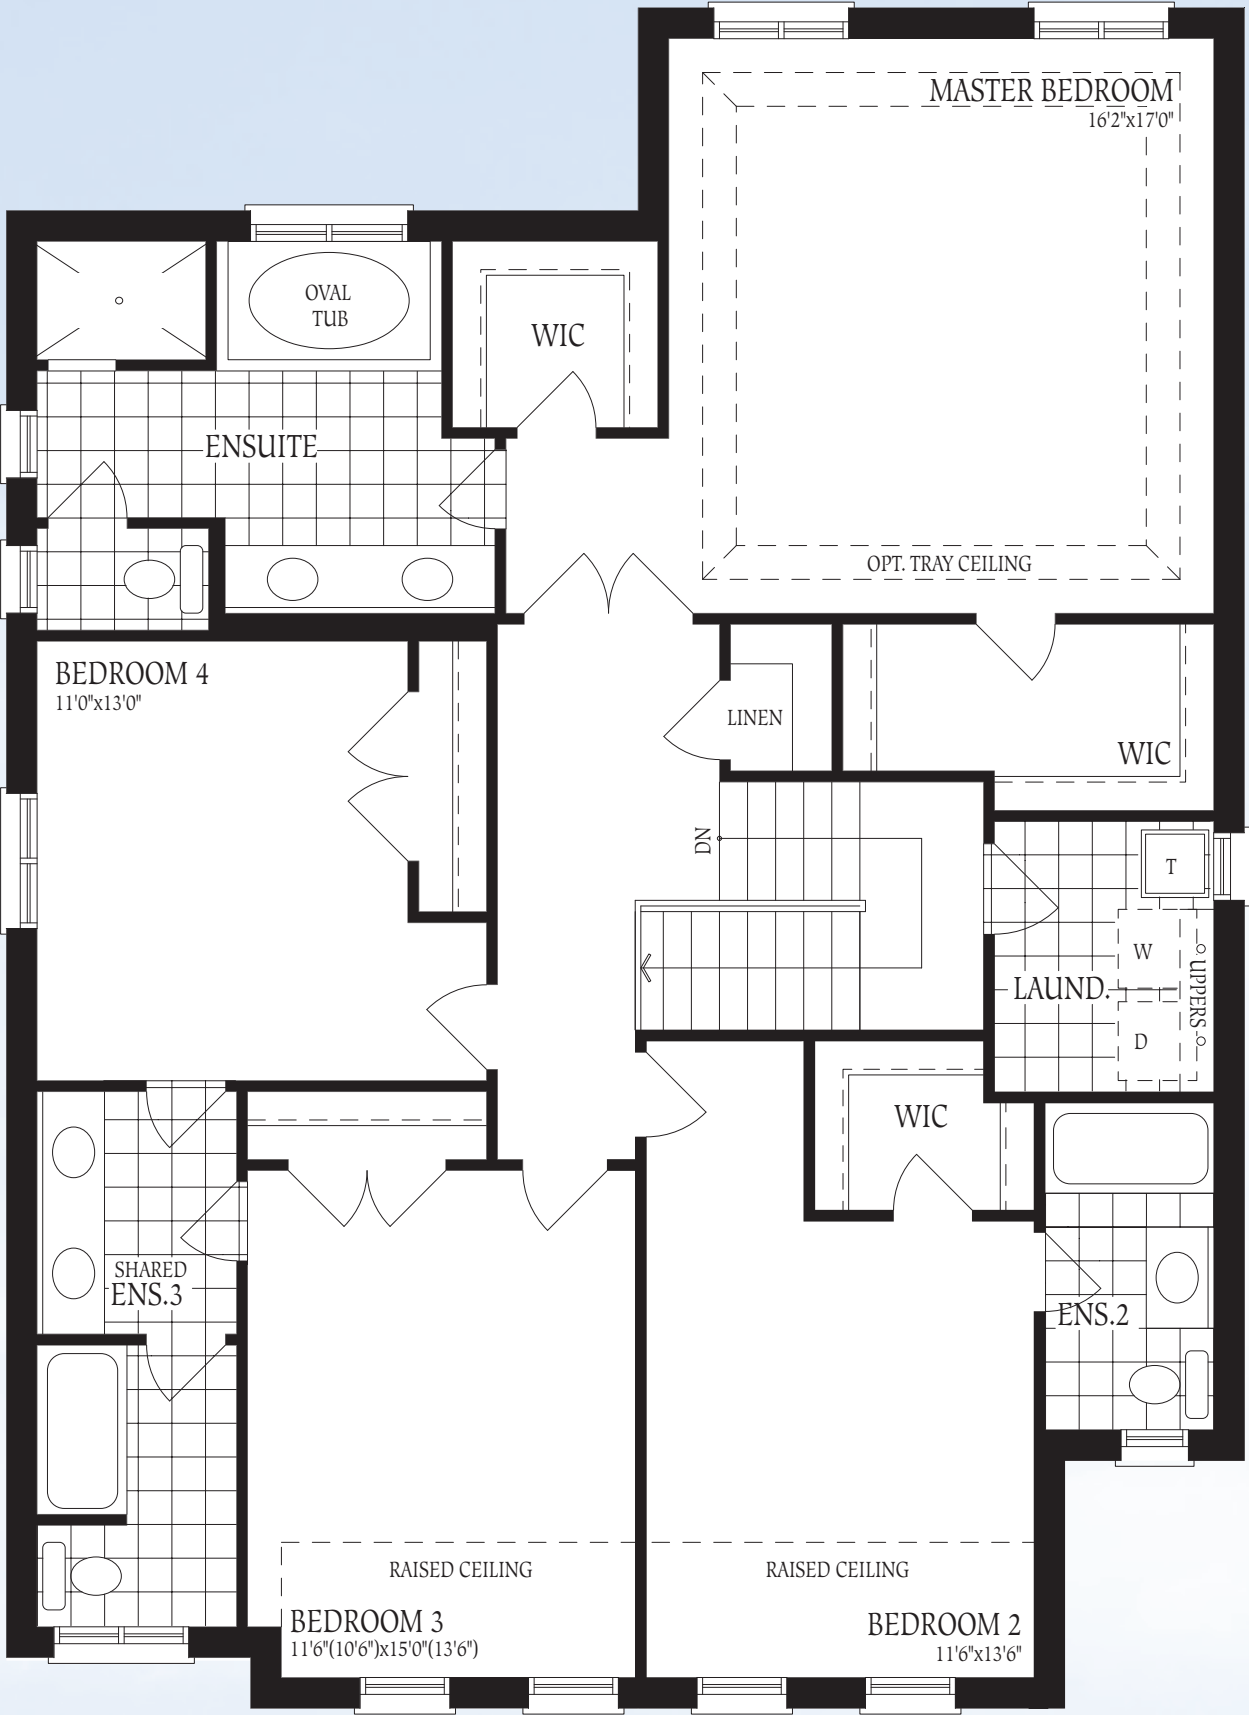 MASTER BEDROOM
16'2"x17'0"
OVAL
TUB
WIC
ENSUITE
OPT. TRAY CEILING
BEDROOM 4
11'0"x13'0"
LINEN
WIC
DN
T
W
LAUND.
UPPERS
D
WIC
SHARED
ENS.3
ENS.2
RAISED CEILING
RAISED CEILING
BEDROOM 3
11'6"(10'6")x15'0"(13'6")
BEDROOM 2
11'6"x13'6"